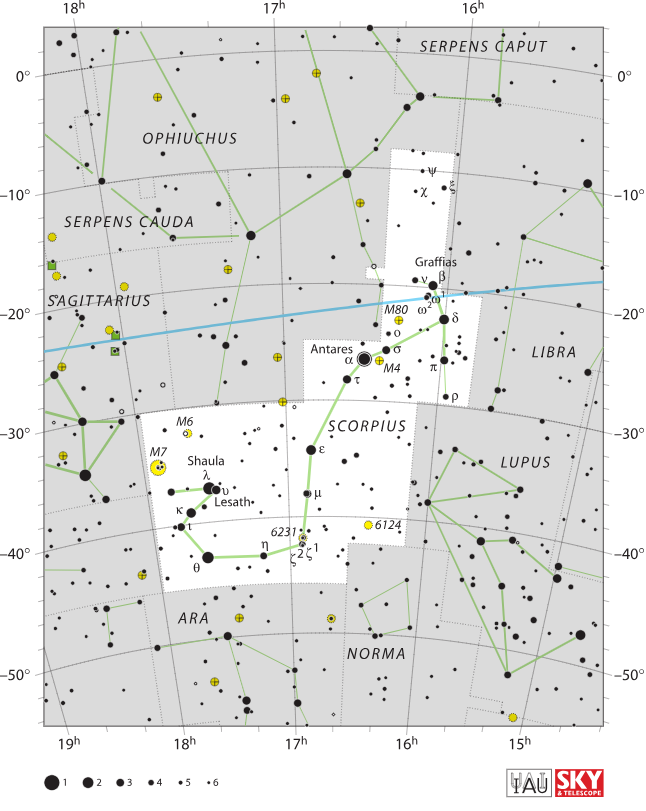 18h 17h 16h
SERPENS CAPUT
0° 0°
OPHIUCHUS
ψ
χ ξ
−10° −10°
SERPENS CAUDA
Graffias
ν β
SAGITTARIUS
ω² ω¹
M80
−20° δ −20°
ο
Antares σ LIBRA
α M4 π
τ
ρ
M6 SCORPIUS
−30° −30°
ε
M7 LUPUS
Shaula
λ υ
μ
Lesath
κ
ι 6231 6124
−40° η ζ² ζ¹ −40°
θ
ARA
NORMA
−50° −50°
19h 18h 17h 16h 15h
1 2 3 4 5 6
IAU
SKY
& TELESCOPE